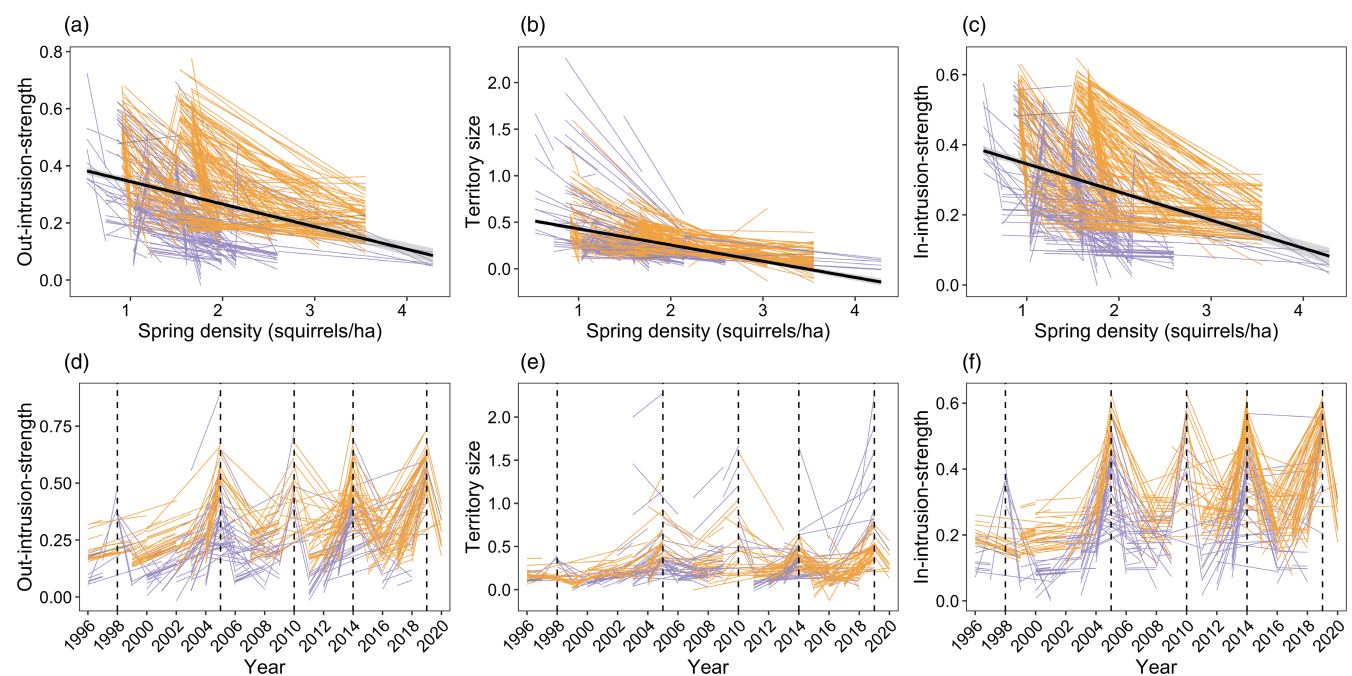 (a)
Out-intrusion-strength
0.8
0.6
0.4
0.2
0.0
1 2 3 4
Spring density (squirrels/ha)
(b)
Territory size
2.0
1.5
1.0
0.5
0.0
1 2 3 4
Spring density (squirrels/ha)
(c)
In-intrusion-strength
0.6
0.4
0.2
0.0
1 2 3 4
Spring density (squirrels/ha)
(d)
Out-intrusion-strength
0.75
0.50
0.25
0.00
1996 1998 2000 2002 2004 2006 2008 2010 2012 2014 2016 2018 2020
Year
(e)
Territory size
2.0
1.5
1.0
0.5
0.0
1996 1998 2000 2002 2004 2006 2008 2010 2012 2014 2016 2018 2020
Year
(f)
In-intrusion-strength
0.6
0.4
0.2
0.0
1996 1998 2000 2002 2004 2006 2008 2010 2012 2014 2016 2018 2020
Year